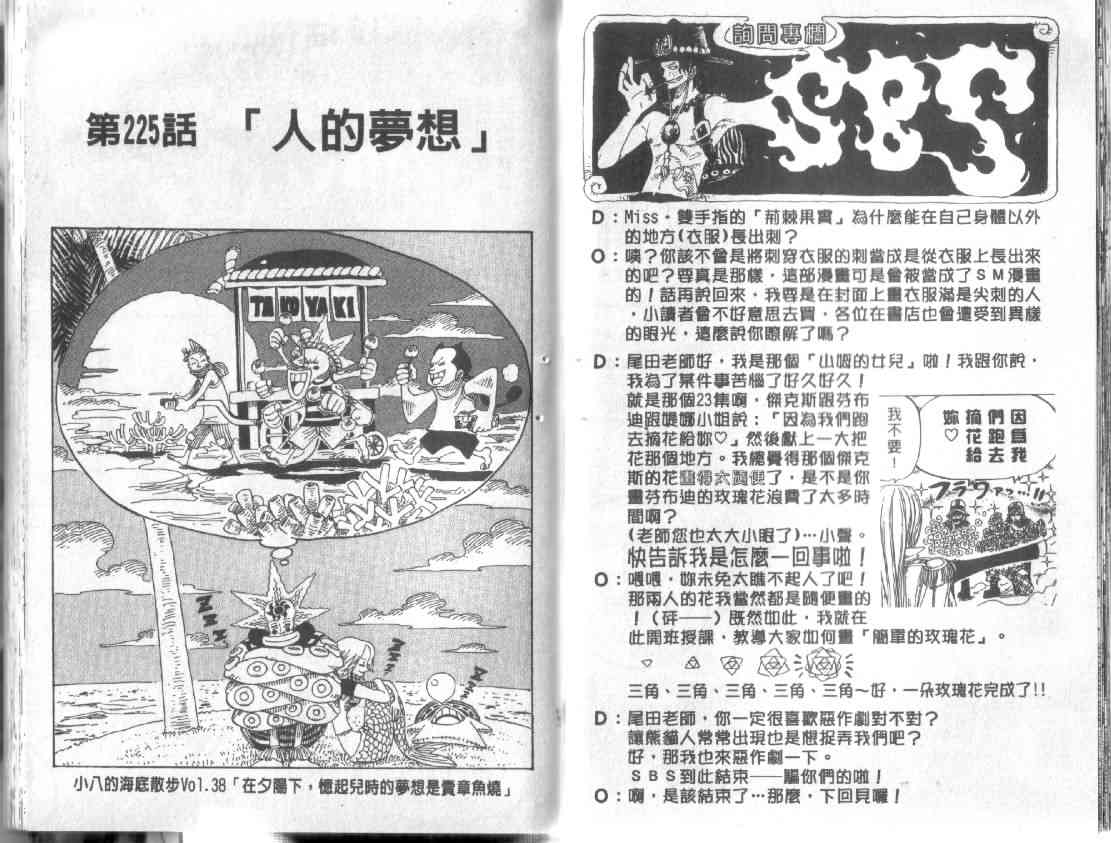 詢問專欄
SBS
D：Miss．雙手指的「荊棘果實」為什麼能在自己身體以外
的地方(衣服)長出刺？
O：咦？你該不會是將刺穿衣服的刺當成是從衣服上長出來
的吧？要真是那樣，這部漫畫可是會被當成了ＳＭ漫畫
的！話再說回來，我要是在封面上畫衣服滿是尖刺的人
，小讀者會不好意思去買，各位在書店也會遭受到異樣
的眼光，這麼說你瞭解了嗎？
D：尾田老師好，我是那個「小呶的女兒」啦！我跟你說，
我為了某件事苦惱了好久好久！
就是那個23集啊，傑克斯跟芬布
迪跟娓娜小姐說：「因為我們跑
去摘花給妳♡」然後獻上一大把
花那個地方。我總覺得那個傑克
斯的花畫得太隨便了，是不是你
畫芬布迪的玫瑰花浪費了太多時
間啊？
(老師您也太大小眼了)…小聲。
快告訴我是怎麼一回事啦！
因為我
們跑去
摘花給
妳♡
我不要！
フラワァッ…!!
O：嘿嘿，妳未免太瞧不起人了吧！
那兩人的花我當然都是隨便畫的
！（砰──）既然如此，我就在
此開班授課，教導大家如何畫「簡單的玫瑰花」。
三角、三角、三角、三角、三角～好，一朵玫瑰花完成了!!
D：尾田老師，你一定很喜歡惡作劇對不對？
讓熊貓人常常出現也是想捉弄我們吧？
好，那我也來惡作劇一下。
ＳＢＳ到此結束──騙你們的啦！
O：啊，是該結束了…那麼，下回見囉！
第225話 「人的夢想」
TAKOYAKI
ZZZ
ZZZ
ZZZ
小八的海底散步Vol.38「在夕陽下，憶起兒時的夢想是賣章魚燒」